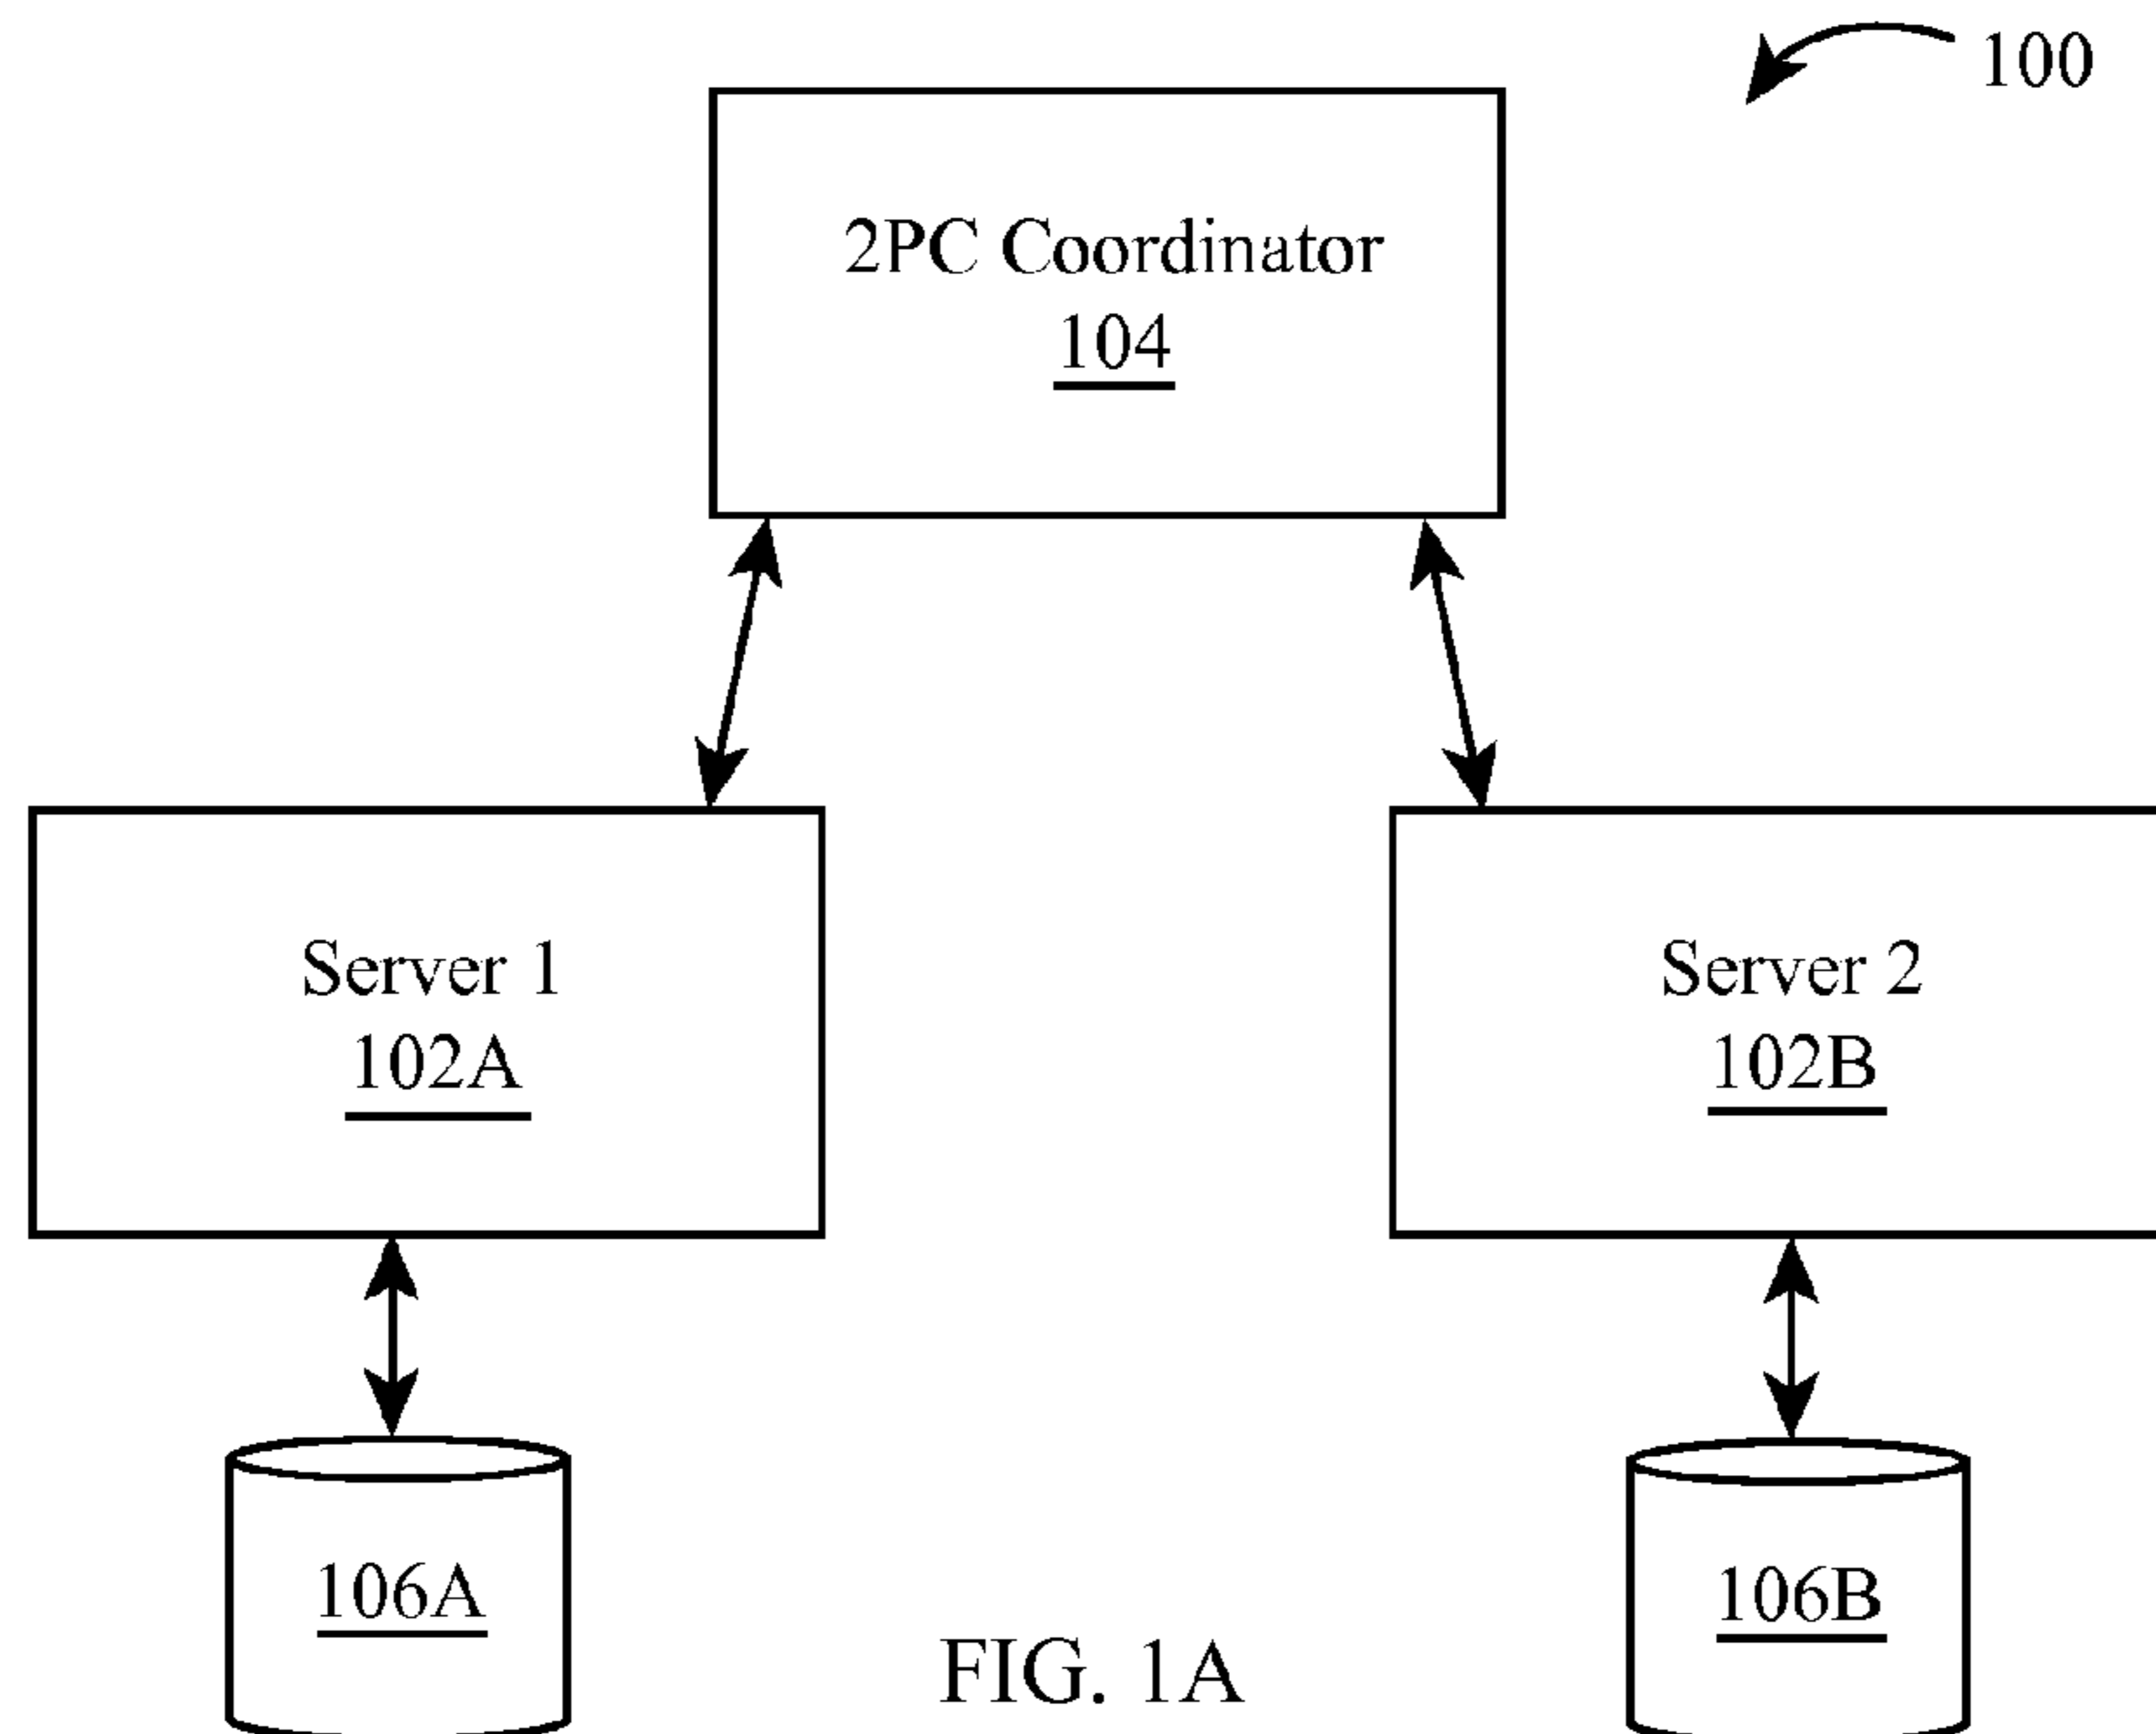 100
2PC Coordinator
104
Server 1
102A
Server 2
102B
106A
106B
FIG. 1A